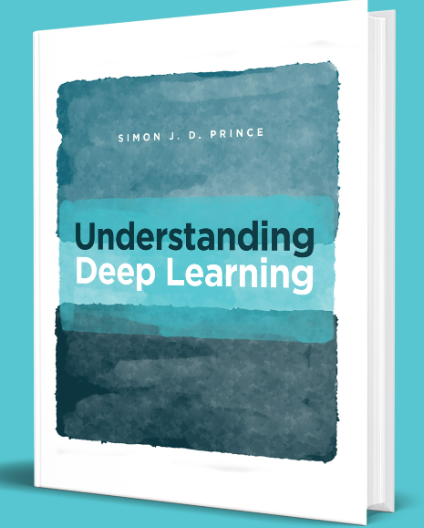 SIMON J. D. PRINCE
Understanding
Deep Learning